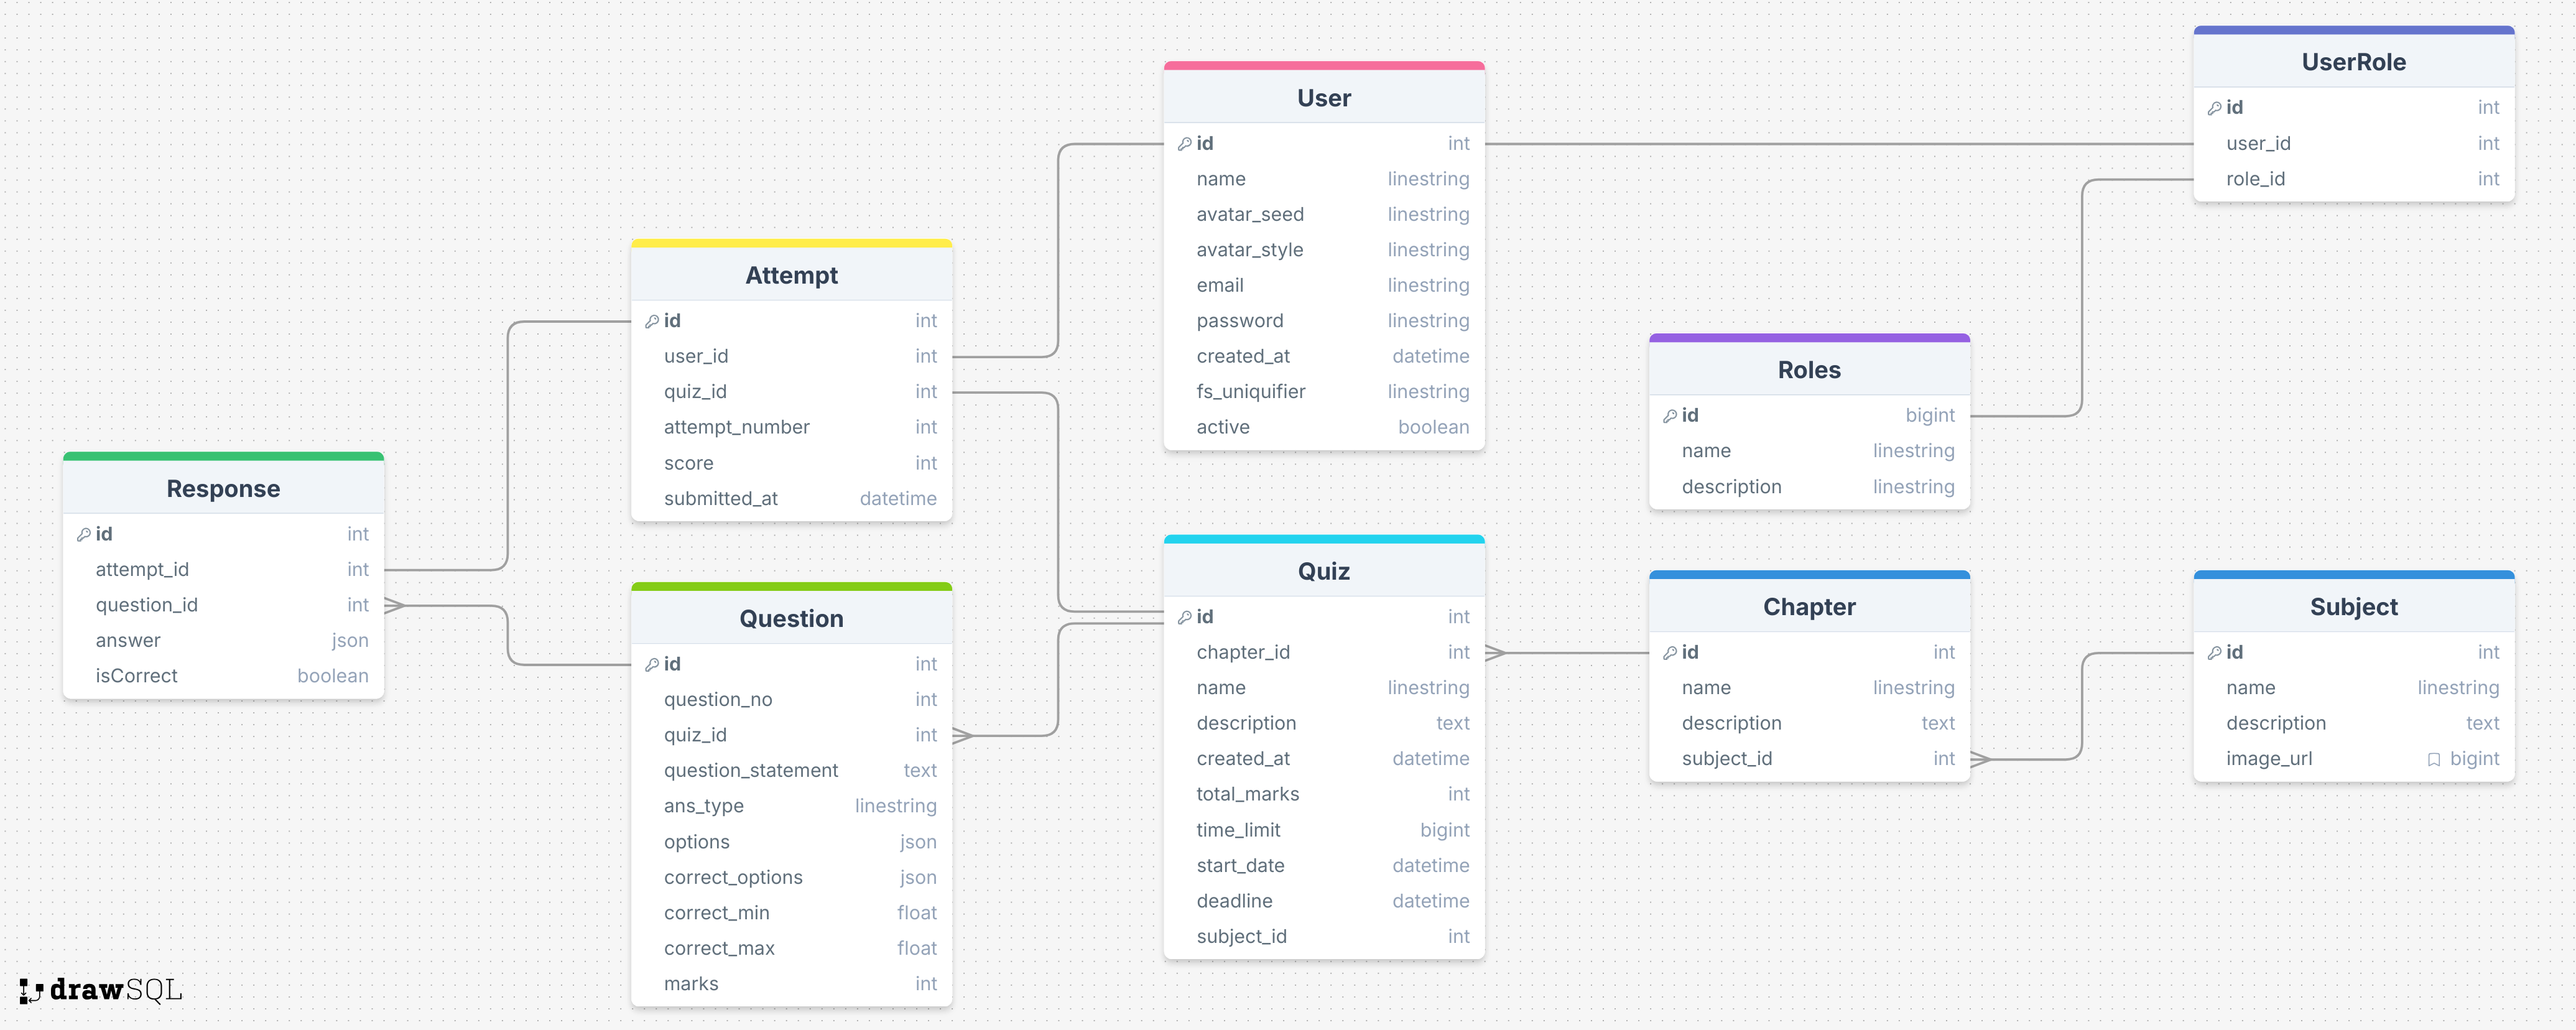 UserRole
id int
user_id int
role_id int
User
id int
name linestring
avatar_seed linestring
avatar_style linestring
email linestring
password linestring
created_at datetime
fs_uniquifier linestring
active boolean
Attempt
id int
user_id int
quiz_id int
attempt_number int
score int
submitted_at datetime
Roles
id bigint
name linestring
description linestring
Response
id int
attempt_id int
question_id int
answer json
isCorrect boolean
Question
id int
question_no int
quiz_id int
question_statement text
ans_type linestring
options json
correct_options json
correct_min float
correct_max float
marks int
Quiz
id int
chapter_id int
name linestring
description text
created_at datetime
total_marks int
time_limit bigint
start_date datetime
deadline datetime
subject_id int
Chapter
id int
name linestring
description text
subject_id int
Subject
id int
name linestring
description text
image_url bigint
drawSQL